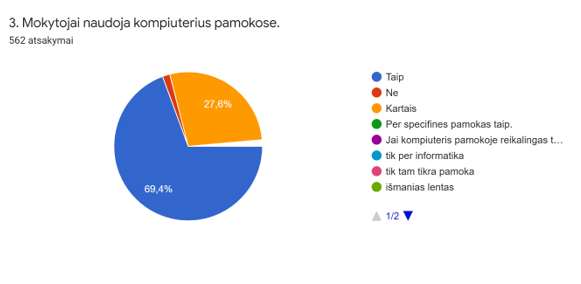 3. Mokytojai naudoja kompiuterius pamokose.
562 atsakymai
27,6%
69,4%
Taip
Ne
Kartais
Per specifines pamokas taip.
Jai kompiuteris pamokoje reikalingas t…
tik per informatika
tik tam tikra pamoka
išmanias lentas
1/2